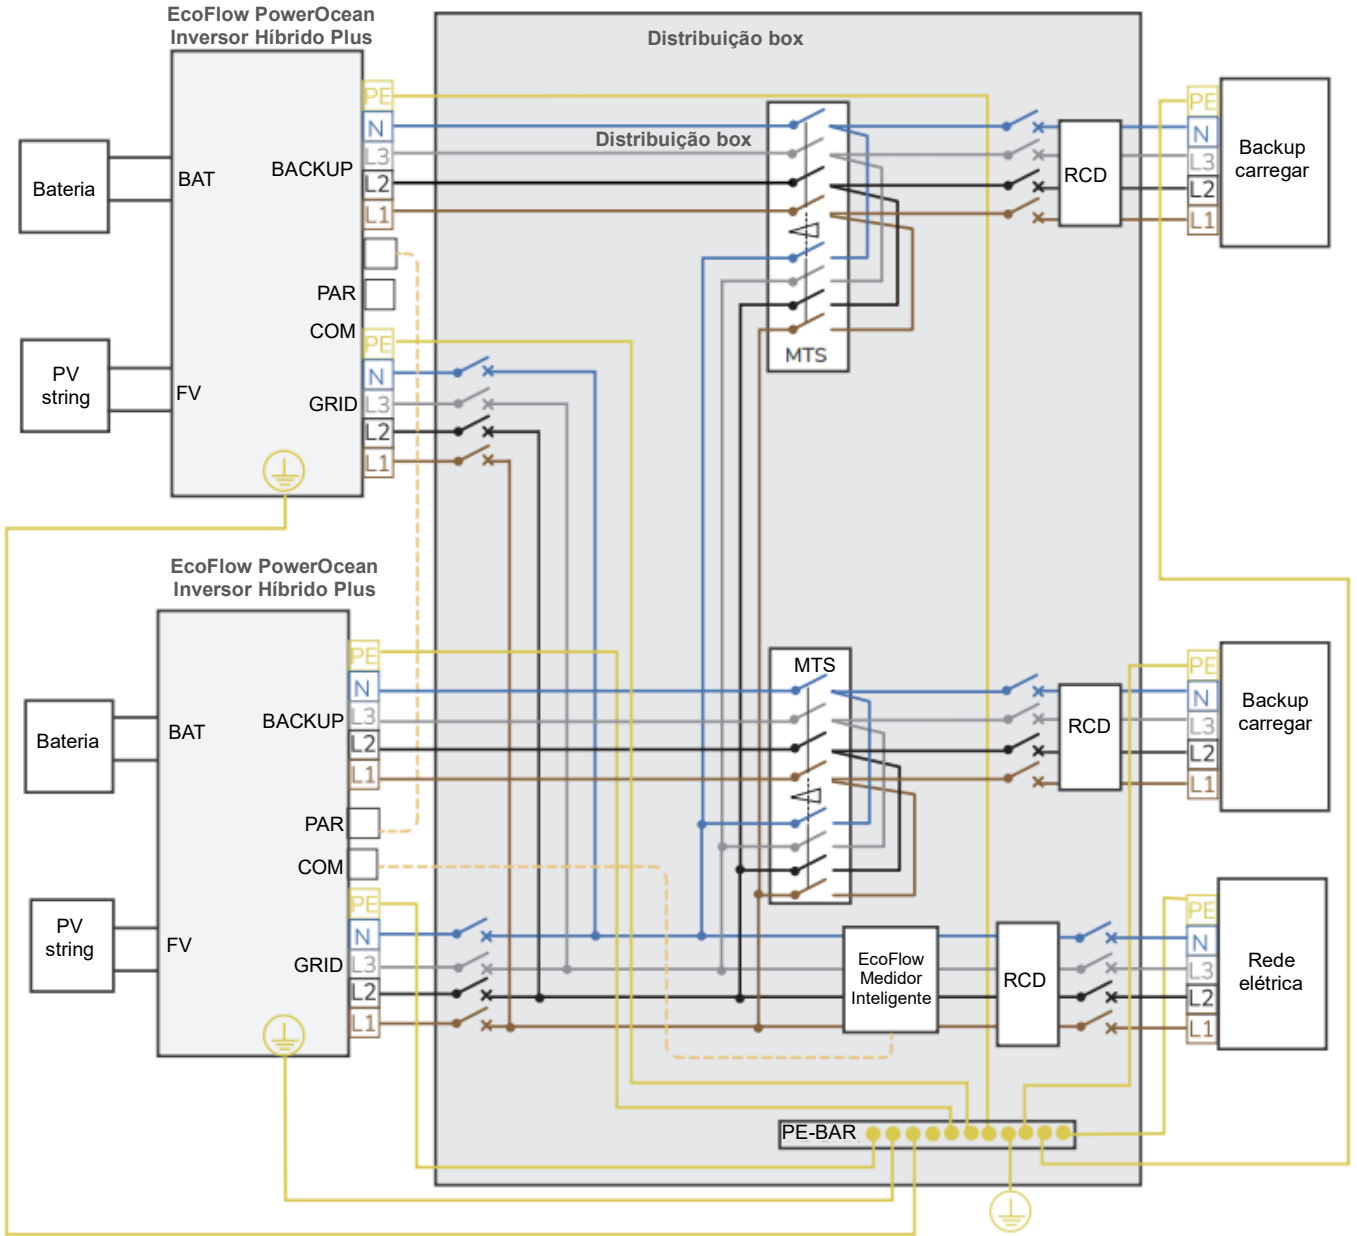 EcoFlow PowerOcean
Inversor Híbrido Plus
Distribuição box
PE
N
L3
L2
L1
BACKUP
Bateria
BAT
Distribuição box
MTS
RCD
PE
N
L3
L2
L1
Backup
carregar
PAR
COM
PE
N
L3
L2
L1
GRID
PV
string
FV
EcoFlow PowerOcean
Inversor Híbrido Plus
PE
N
L3
L2
L1
BACKUP
Bateria
BAT
MTS
RCD
PE
N
L3
L2
L1
Backup
carregar
PAR
COM
PE
N
L3
L2
L1
GRID
PV
string
FV
EcoFlow
Medidor
Inteligente
RCD
PE
N
L3
L2
L1
Rede
elétrica
PE-BAR